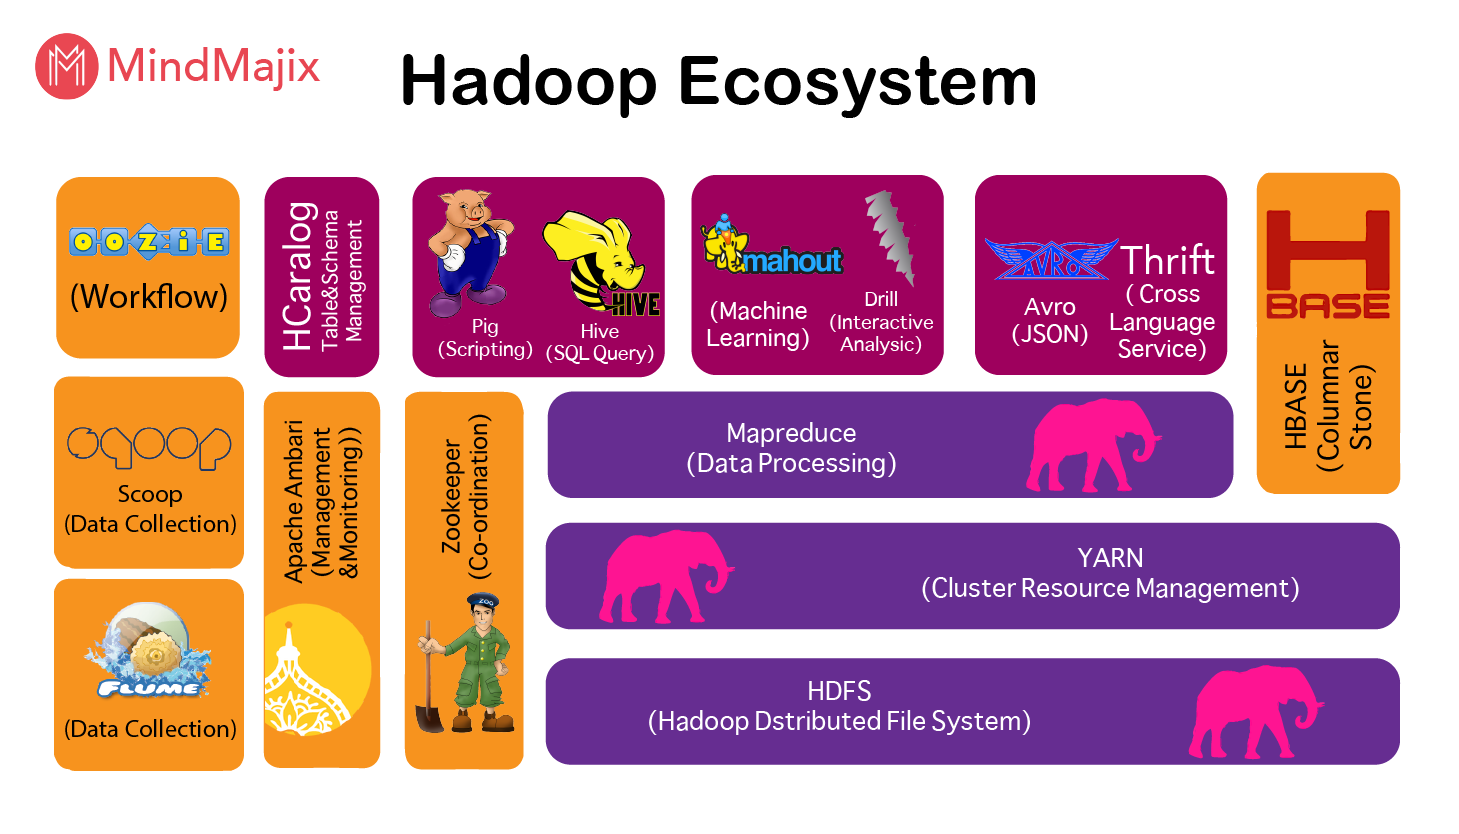 MindMajix
Hadoop Ecosystem
OOZiE
(Workflow)
HCaralog
Table&Schema
Management
Pig
(Scripting)
HIVE
Hive
(SQL Query)
mahout
(Machine
Learning)
Drill
(Interactive
Analysic)
AVRO
Avro
(JSON)
Thrift
( Cross
Language
Service)
H
BASE
HBASE
(Columnar
Stone)
sqoop
Scoop
(Data Collection)
Apache Ambari
(Management
&Monitoring))
Zookeeper
(Co-ordination)
ZOO
Mapreduce
(Data Processing)
YARN
(Cluster Resource Management)
FLUME
(Data Collection)
HDFS
(Hadoop Dstributed File System)